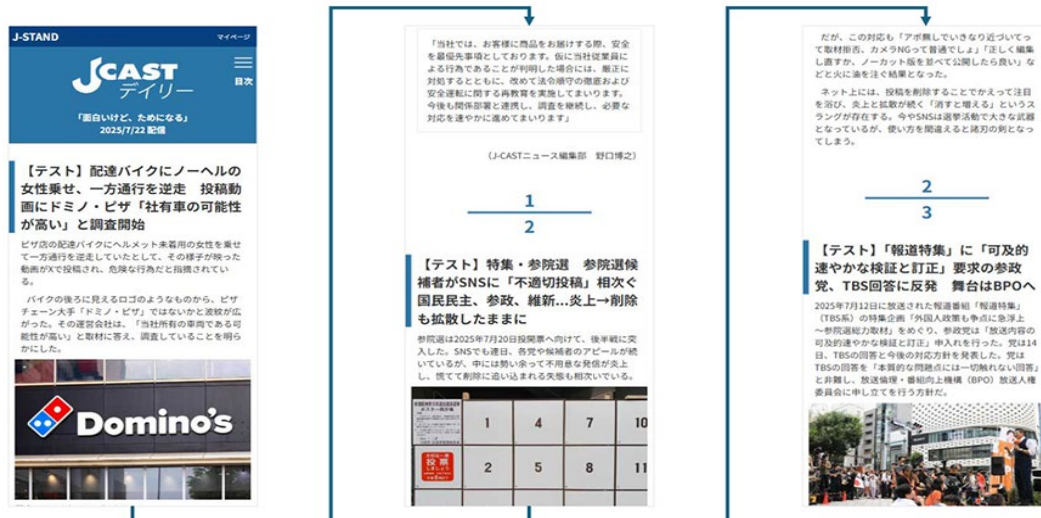 J-STAND
マイページ
JCAST
デイリー
目次
「面白いけど、ためになる」
2025/7/22 配信
【テスト】配達バイクにノーヘルの
女性乗せ、一方通行を逆走　投稿動
画にドミノ・ピザ「社有車の可能性
が高い」と調査開始
ピザ店の配達バイクにヘルメット未着用の女性を乗せ
て一方通行を逆走していたとして、その様子が映った
動画がXで投稿され、危険な行為だと指摘されてい
る。
バイクの後ろに見えるロゴのようなものから、ピザ
チェーン大手「ドミノ・ピザ」ではないかと波紋が広
がった。その運営会社は、「当社所有の車両である可
能性が高い」と取材に答え、調査していることを明ら
かにした。
Domino's
「当社では、お客様に商品をお届けする際、安全
を最優先事項としております。仮に当社従業員に
よる行為であることが判明した場合には、厳正に
対処するとともに、改めて法令順守の徹底および
安全運転に関する再教育を実施してまいります。
今後も関係部署と連携し、調査を継続し、必要な
対応を速やかに進めてまいります」
（J-CASTニュース編集部　野口博之）
1
2
【テスト】特集・参院選　参院選候
補者がSNSに「不適切投稿」相次ぐ
国民民主、参政、維新...炎上→削除
も拡散したままに
参院選は2025年7月20日投開票へ向けて、後半戦に突
入した。SNSでも連日、各党や候補者のアピールが続
いているが、中には勢い余って不用意な発信が炎上
し、慌てて削除に追い込まれる失態も相次いでいる。
1
4
7
10
投票
2
5
8
11
だが、この対応も「アポ無しでいきなり近づいてっ
て取材拒否、カメラNGって普通でしょ」「正しく編集
し直すか、ノーカット版を並べて公開したら良い」な
どと火に油を注ぐ結果となった。
ネット上には、投稿を削除することでかえって注目
を浴び、炎上と拡散が続く「消すと増える」というス
ラングが存在する。今やSNSは選挙活動で大きな武器
となっているが、使い方を間違えると諸刃の剣となっ
てしまう。
2
3
【テスト】「報道特集」に「可及的
速やかな検証と訂正」要求の参政
党、TBS回答に反発　舞台はBPOへ
2025年7月12日に放送された報道番組「報道特集」
（TBS系）の特集企画「外国人政策も争点に急浮上
～参院選総力取材」をめぐり、参政党は「放送内容の
可及的速やかな検証と訂正」申入れを行った。党は14
日、TBSの回答と今後の対応方針を発表した。党は
TBSの回答を「本質的な問題点には一切触れない回答」
と非難し、放送倫理・番組向上機構（BPO）放送人権
委員会に申し立てを行う方針だ。